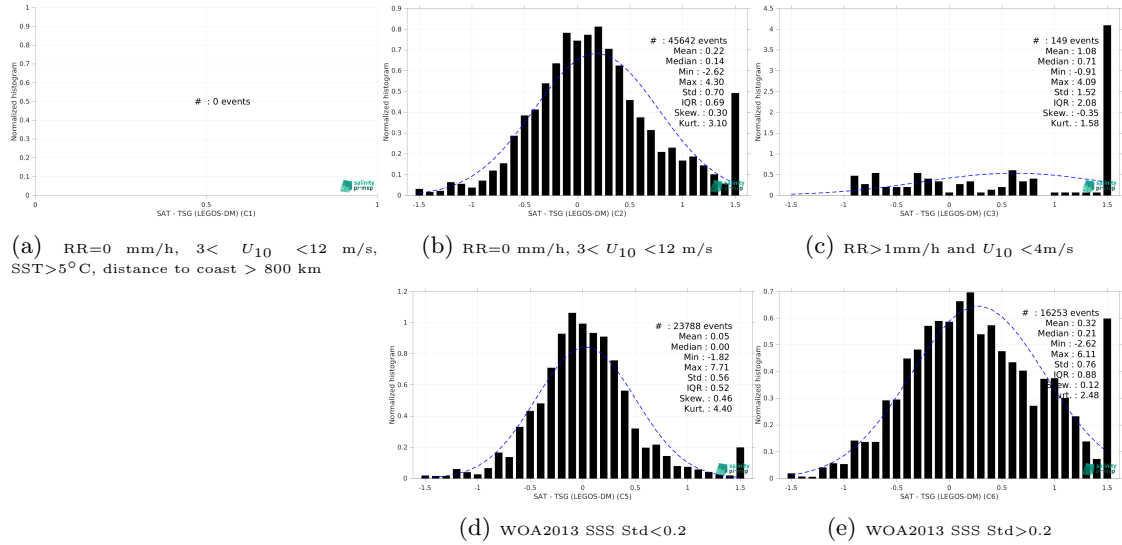 1
0.9
0.8
0.7
0.6
0.5
0.4
0.3
0.2
0.1
0
Normalized histogram
# : 0 events
salinity
pi-mep
0 0.5 1
SAT - TSG (LEGOS-DM) (C1)
(a) RR=0 mm/h, 3< U10 <12 m/s,
SST>5°C, distance to coast > 800 km
0.9
0.8
0.7
0.6
0.5
0.4
0.3
0.2
0.1
0
Normalized histogram
# : 45642 events
Mean : 0.22
Median : 0.14
Min : -2.62
Max : 4.30
Std : 0.70
IQR : 0.69
Skew. : 0.30
Kurt. : 3.10
salinity
pi-mep
-1.5 -1 -0.5 0 0.5 1 1.5
SAT - TSG (LEGOS-DM) (C2)
(b) RR=0 mm/h, 3< U10 <12 m/s
4.5
4
3.5
3
2.5
2
1.5
1
0.5
0
Normalized histogram
# : 149 events
Mean : 1.08
Median : 0.71
Min : -0.91
Max : 4.09
Std : 1.52
IQR : 2.08
Skew. : -0.35
Kurt. : 1.58
salinity
pi-mep
-1.5 -1 -0.5 0 0.5 1 1.5
SAT - TSG (LEGOS-DM) (C3)
(c) RR>1mm/h and U10 <4m/s
1.2
1
0.8
0.6
0.4
0.2
0
Normalized histogram
# : 23788 events
Mean : 0.05
Median : 0.00
Min : -1.82
Max : 7.71
Std : 0.56
IQR : 0.52
Skew. : 0.46
Kurt. : 4.40
salinity
pi-mep
-1.5 -1 -0.5 0 0.5 1 1.5
SAT - TSG (LEGOS-DM) (C5)
(d) WOA2013 SSS Std<0.2
0.7
0.6
0.5
0.4
0.3
0.2
0.1
0
Normalized histogram
# : 16253 events
Mean : 0.32
Median : 0.21
Min : -2.62
Max : 6.11
Std : 0.76
IQR : 0.88
Skew. : 0.12
Kurt. : 2.48
salinity
pi-mep
-1.5 -1 -0.5 0 0.5 1 1.5
SAT - TSG (LEGOS-DM) (C6)
(e) WOA2013 SSS Std>0.2